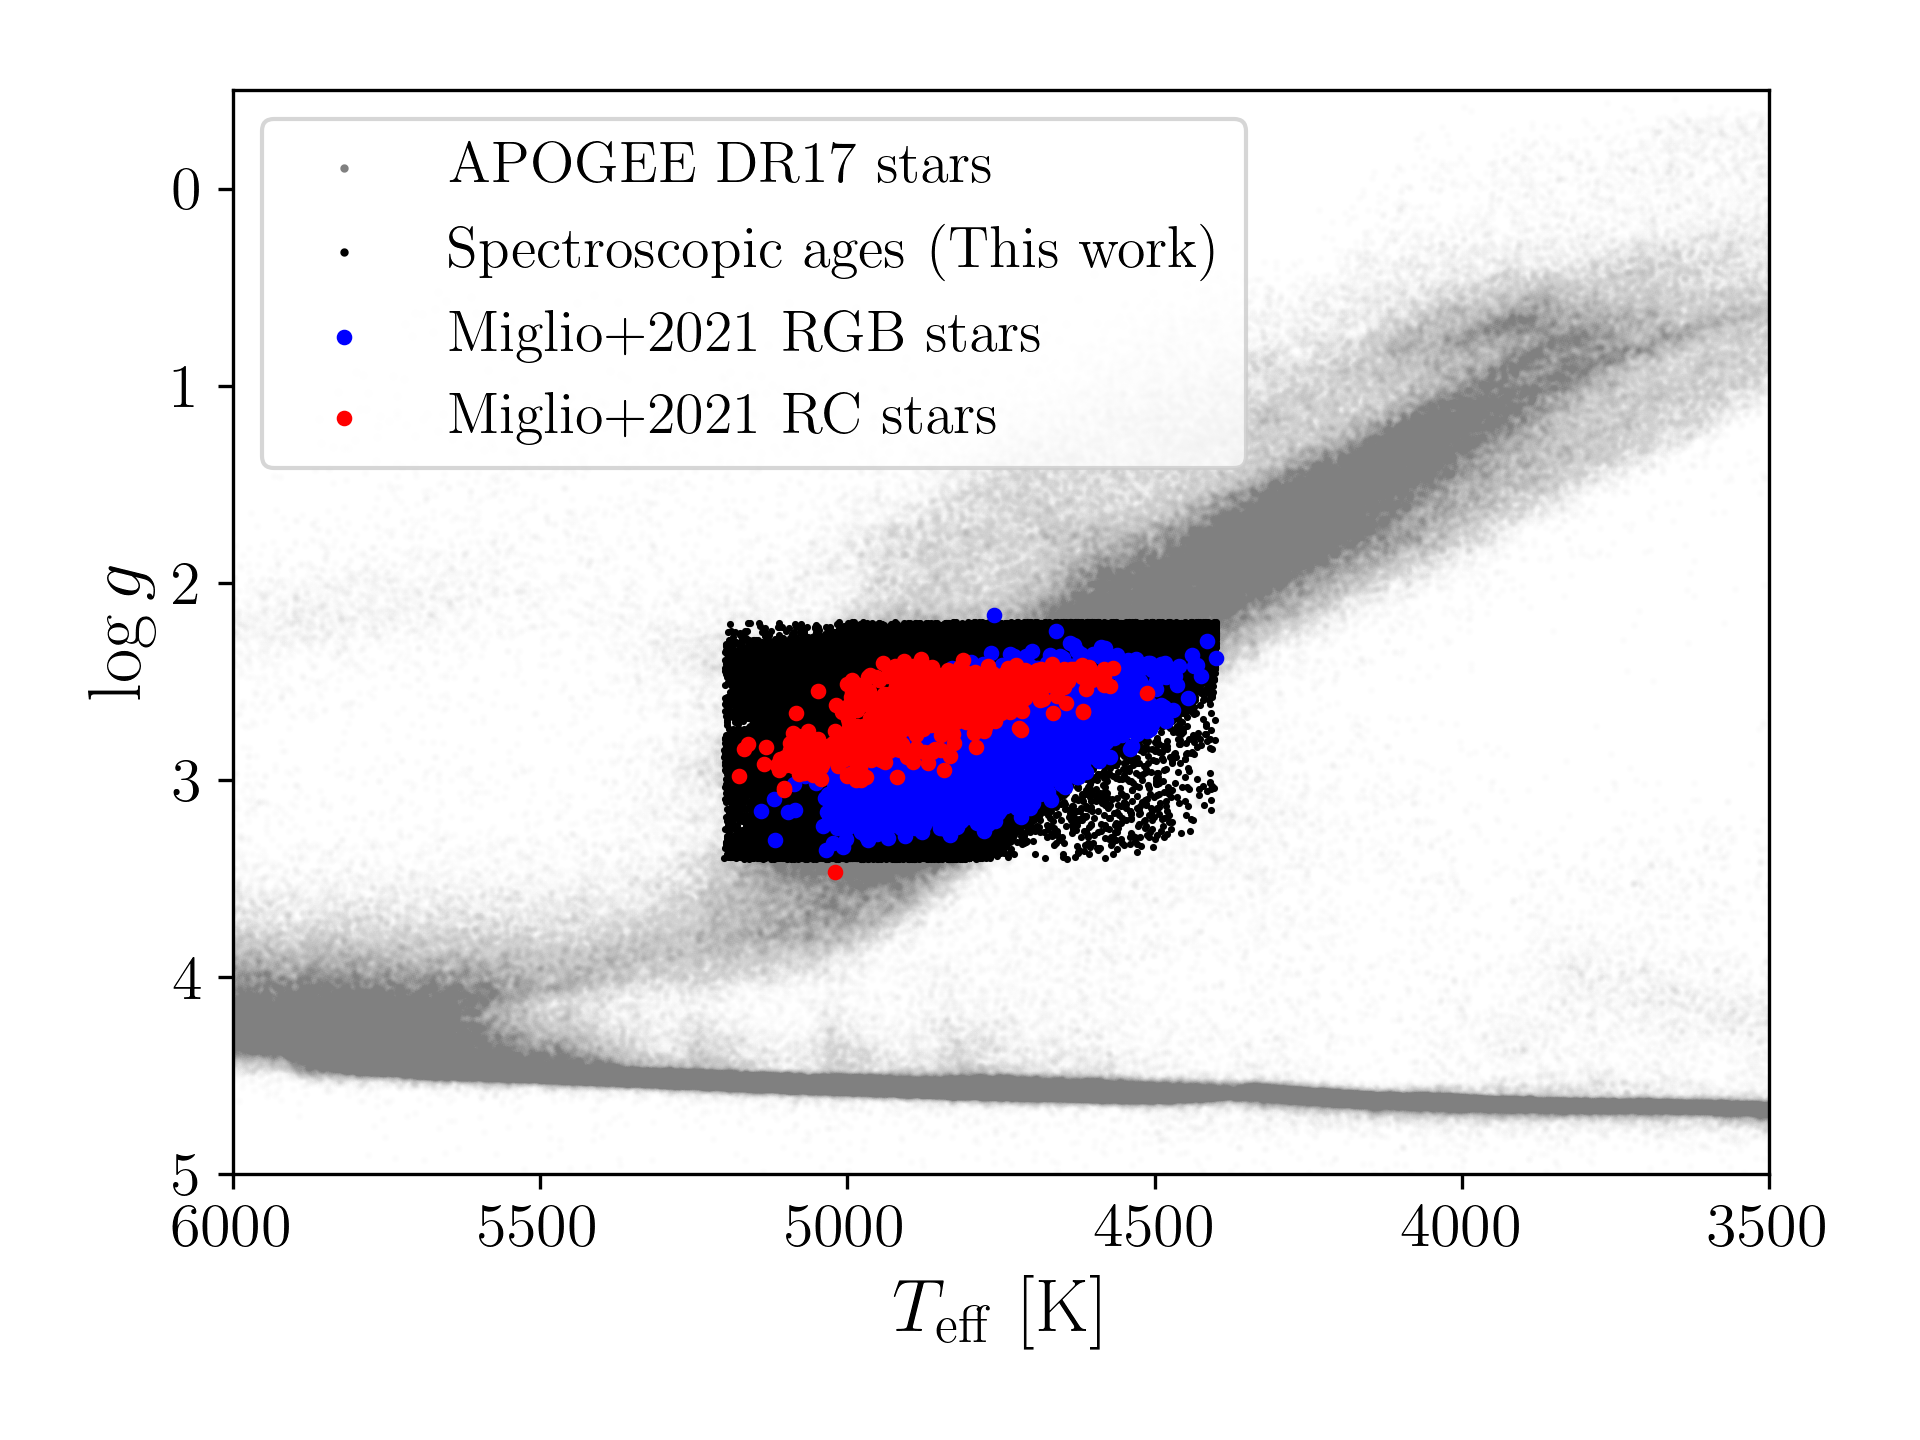 APOGEE DR17 stars
Spectroscopic ages (This work)
Miglio+2021 RGB stars
Miglio+2021 RC stars
0
1
2
3
4
5
log g
6000 5500 5000 4500 4000 3500
T_eff [K]